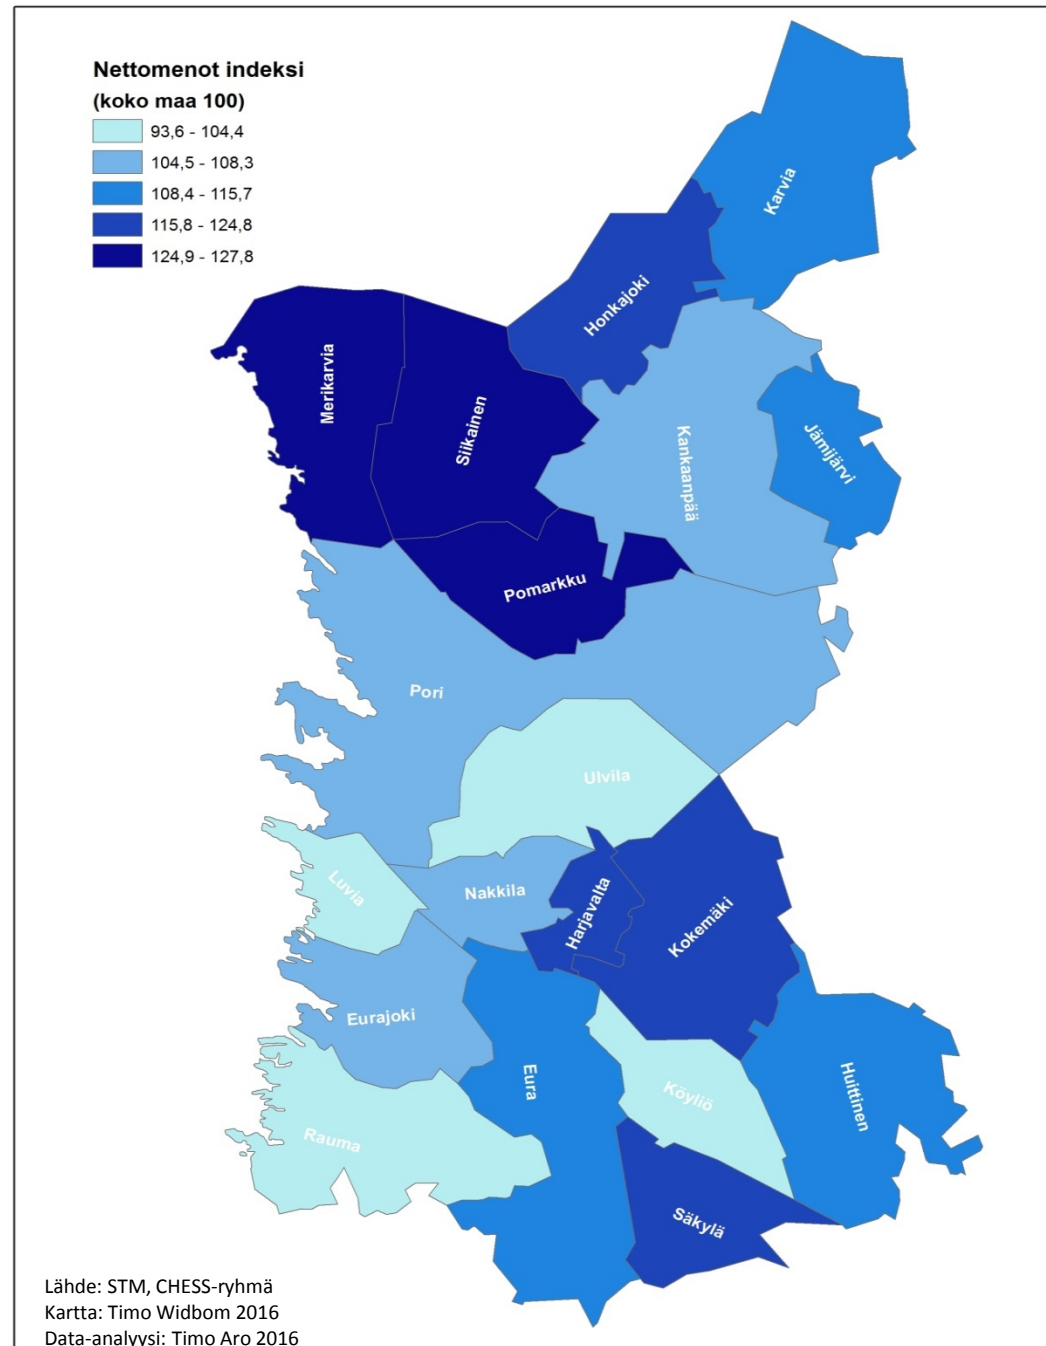 Nettomenot indeksi
(koko maa 100)
93,6 - 104,4
104,5 - 108,3
108,4 - 115,7
115,8 - 124,8
124,9 - 127,8
Karvia
Honkajoki
Merikarvia
Siikainen
Kankaanpää
Jämijärvi
Pomarkku
Pori
Ulvila
Luvia
Nakkila
Harjavalta
Kokemäki
Eurajoki
Eura
Köyliö
Huittinen
Rauma
Säkylä
Lähde: STM, CHESS-ryhmä
Kartta: Timo Widbom 2016
Data-analyysi: Timo Aro 2016